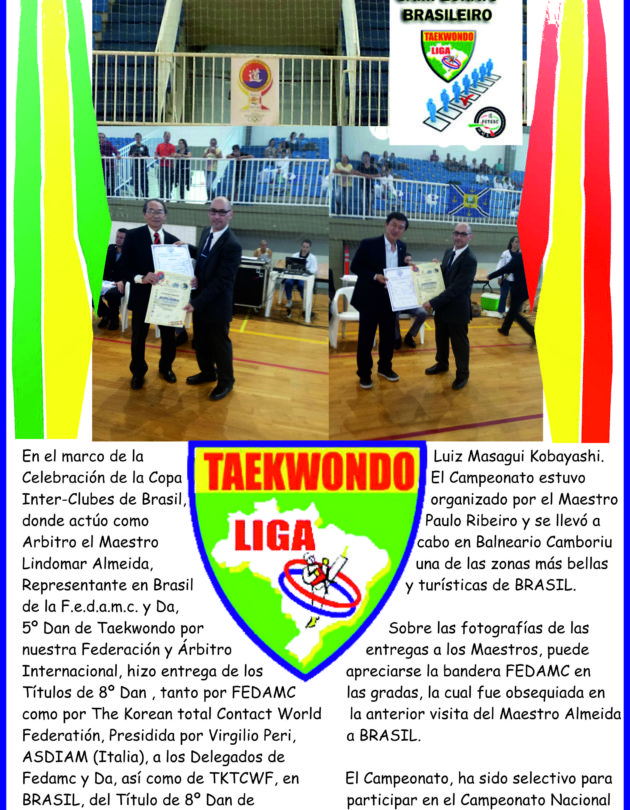 BRASILEIRO
TAEKWONDO
LIGA
En el marco de la
Celebración de la Copa
Inter-Clubes de Brasil,
donde actúo como
Arbitro el Maestro
Lindomar Almeida,
Representante en Brasil
de la F.e.d.a.m.c. y Da,
5º Dan de Taekwondo por
nuestra Federación y Árbitro
Internacional, hizo entrega de los
Títulos de 8º Dan , tanto por FEDAMC
como por The Korean total Contact World
Federatión, Presidida por Virgilio Peri,
ASDIAM (Italia), a los Delegados de
Fedamc y Da, así como de TKTCWF, en
BRASIL, del Título de 8º Dan de
TAEKWONDO
LIGA
Luiz Masagui Kobayashi.
El Campeonato estuvo
organizado por el Maestro
Paulo Ribeiro y se llevó a
cabo en Balneario Camboriu
una de las zonas más bellas
y turísticas de BRASIL.
Sobre las fotografías de las
entregas a los Maestros, puede
apreciarse la bandera FEDAMC en
las gradas, la cual fue obsequiada en
la anterior visita del Maestro Almeida
a BRASIL.
El Campeonato, ha sido selectivo para
participar en el Campeonato Nacional